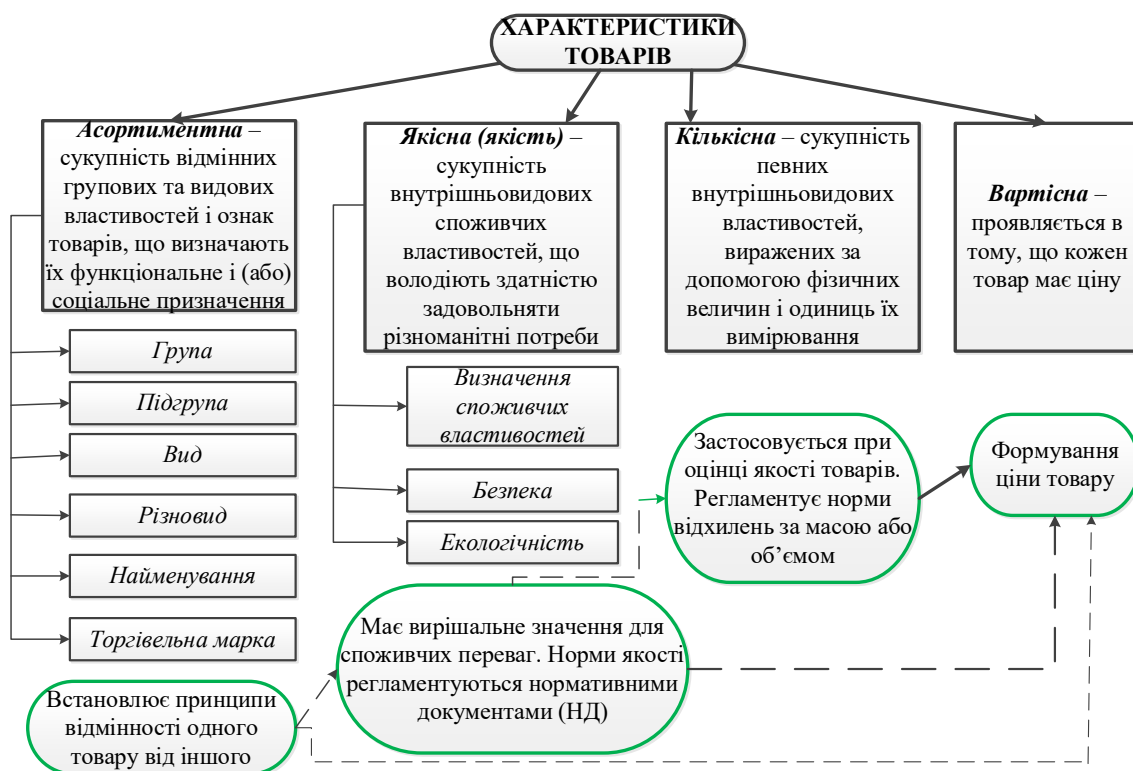 ХАРАКТЕРИСТИКИ
ТОВАРІВ
Асортиментна –
сукупність відмінних
групових та видових
властивостей і ознак
товарів, що визначають
їх функціональне і (або)
соціальне призначення
Група
Підгрупа
Вид
Різновид
Найменування
Торгівельна марка
Встановлює принципи
відмінності одного
товару від іншого
Якісна (якість) –
сукупність
внутрішньовидових
споживчих
властивостей, що
володіють здатністю
задовольняти
різноманітні потреби
Визначення
споживчих
властивостей
Безпека
Екологічність
Має вирішальне значення для
споживчих переваг. Норми якості
регламентуються нормативними
документами (НД)
Кількісна – сукупність
певних
внутрішньовидових
властивостей,
виражених за
допомогою фізичних
величин і одиниць їх
вимірювання
Застосовується при
оцінці якості товарів.
Регламентує норми
відхилень за масою або
об’ємом
Вартісна –
проявляється в
тому, що кожен
товар має ціну
Формування
ціни товару